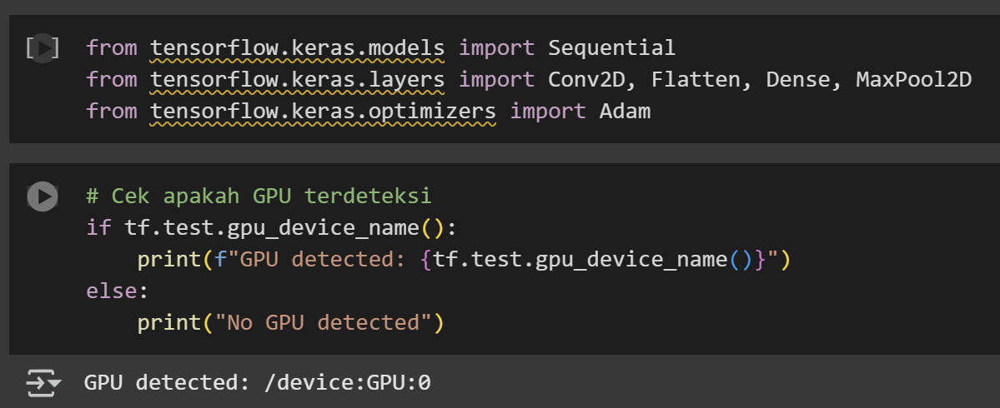 [ ] from tensorflow.keras.models import Sequential
from tensorflow.keras.layers import Conv2D, Flatten, Dense, MaxPool2D
from tensorflow.keras.optimizers import Adam
# Cek apakah GPU terdeteksi
if tf.test.gpu_device_name():
    print(f"GPU detected: {tf.test.gpu_device_name()}")
else:
    print("No GPU detected")
GPU detected: /device:GPU:0